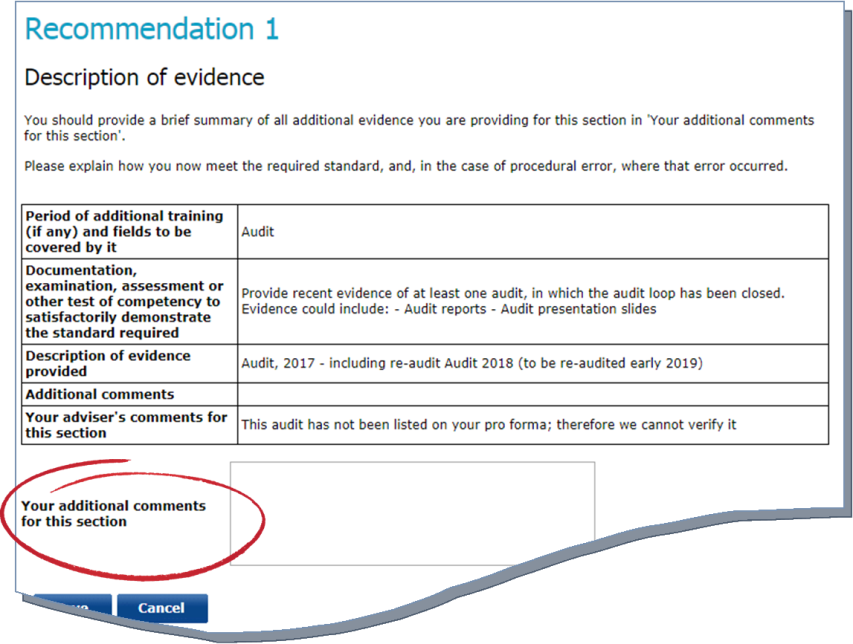 Recommendation 1
Description of evidence
You should provide a brief summary of all additional evidence you are providing for this section in 'Your additional comments
for this section'.
Please explain how you now meet the required standard, and, in the case of procedural error, where that error occurred.
Period of additional training
(if any) and fields to be
covered by it
Audit
Documentation,
examination, assessment or
other test of competency to
satisfactorily demonstrate
the standard required
Provide recent evidence of at least one audit, in which the audit loop has been closed.
Evidence could include: - Audit reports - Audit presentation slides
Description of evidence
provided
Audit, 2017 - including re-audit Audit 2018 (to be re-audited early 2019)
Additional comments
Your adviser's comments for
this section
This audit has not been listed on your pro forma; therefore we cannot verify it
Your additional comments
for this section
Cancel